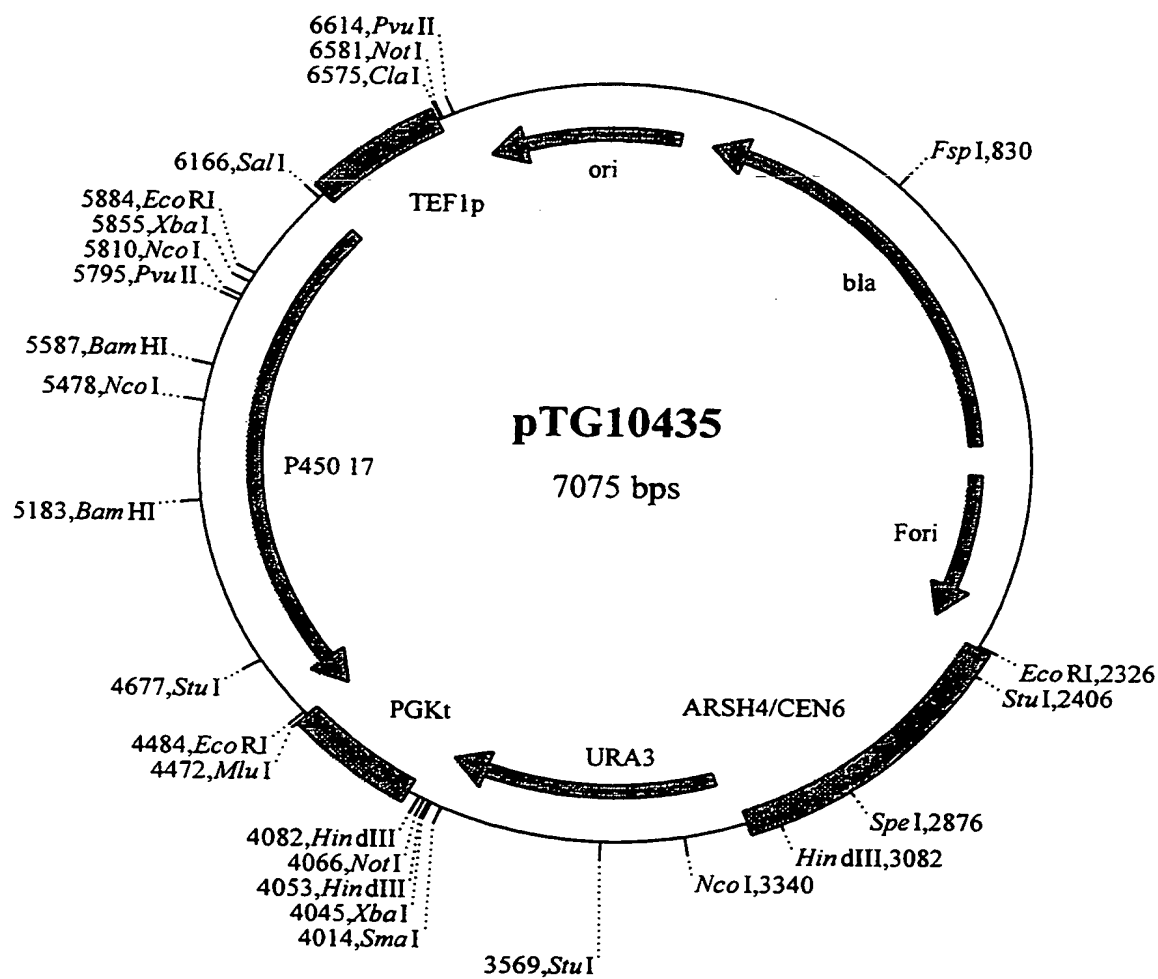 6614,PvuII
6581,NotI
6575,ClaI
6166,SalI
5884,EcoRI
5855,XbaI
5810,NcoI
5795,PvuII
5587,BamHI
5478,NcoI
5183,BamHI
4677,StuI
4484,EcoRI
4472,MluI
4082,HindIII
4066,NotI
4053,HindIII
4045,XbaI
4014,SmaI
3569,StuI
FspI,830
EcoRI,2326
StuI,2406
SpeI,2876
HindIII,3082
NcoI,3340
ori
TEF1p
bla
pTG10435
7075 bps
P450 17
Fori
PGKt
ARSH4/CEN6
URA3